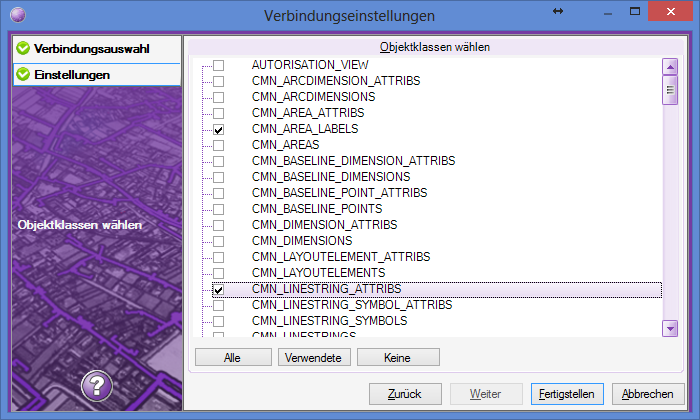 Verbindungseinstellungen
Verbindungsauswahl
Einstellungen
Objektklassen wählen
Objektklassen wählen
AUTORISATION_VIEW
CMN_ARCDIMENSION_ATTRIBS
CMN_ARCDIMENSIONS
CMN_AREA_ATTRIBS
CMN_AREA_LABELS
CMN_AREAS
CMN_BASELINE_DIMENSION_ATTRIBS
CMN_BASELINE_DIMENSIONS
CMN_BASELINE_POINT_ATTRIBS
CMN_BASELINE_POINTS
CMN_DIMENSION_ATTRIBS
CMN_DIMENSIONS
CMN_LAYOUTELEMENT_ATTRIBS
CMN_LAYOUTELEMENTS
CMN_LINESTRING_ATTRIBS
CMN_LINESTRING_SYMBOL_ATTRIBS
CMN_LINESTRING_SYMBOLS
CMN_LINESTRINGS
Alle Verwendete Keine
?
Zurück Weiter Fertigstellen Abbrechen